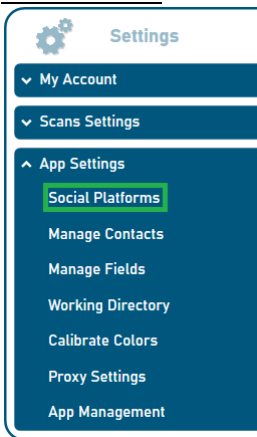 Settings
My Account
Scans Settings
App Settings
Social Platforms
Manage Contacts
Manage Fields
Working Directory
Calibrate Colors
Proxy Settings
App Management